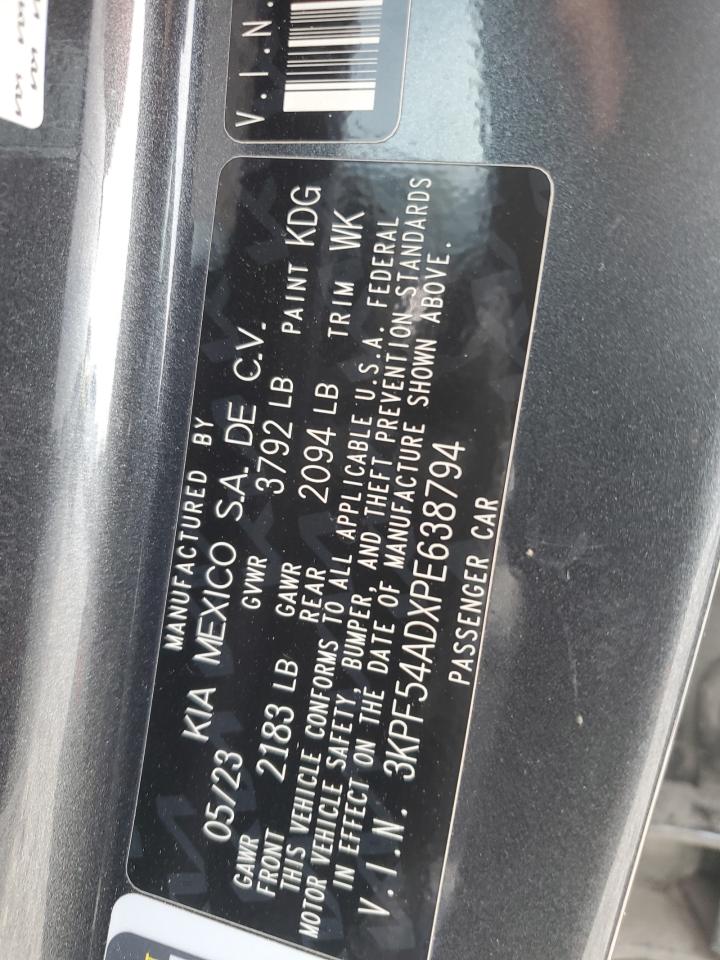 V.I.N.
MANUFACTURED BY
05/23 KIA MEXICO S.A. DE C.V.
GVWR 3792 LB PAINT KDG
GAWR FRONT 2183 LB GAWR REAR 2094 LB TRIM WK
THIS VEHICLE CONFORMS TO ALL APPLICABLE U.S.A. FEDERAL
MOTOR VEHICLE SAFETY, BUMPER, AND THEFT PREVENTION STANDARDS
IN EFFECT ON THE DATE OF MANUFACTURE SHOWN ABOVE.
V.I.N. 3KPF54ADXPE638794
PASSENGER CAR